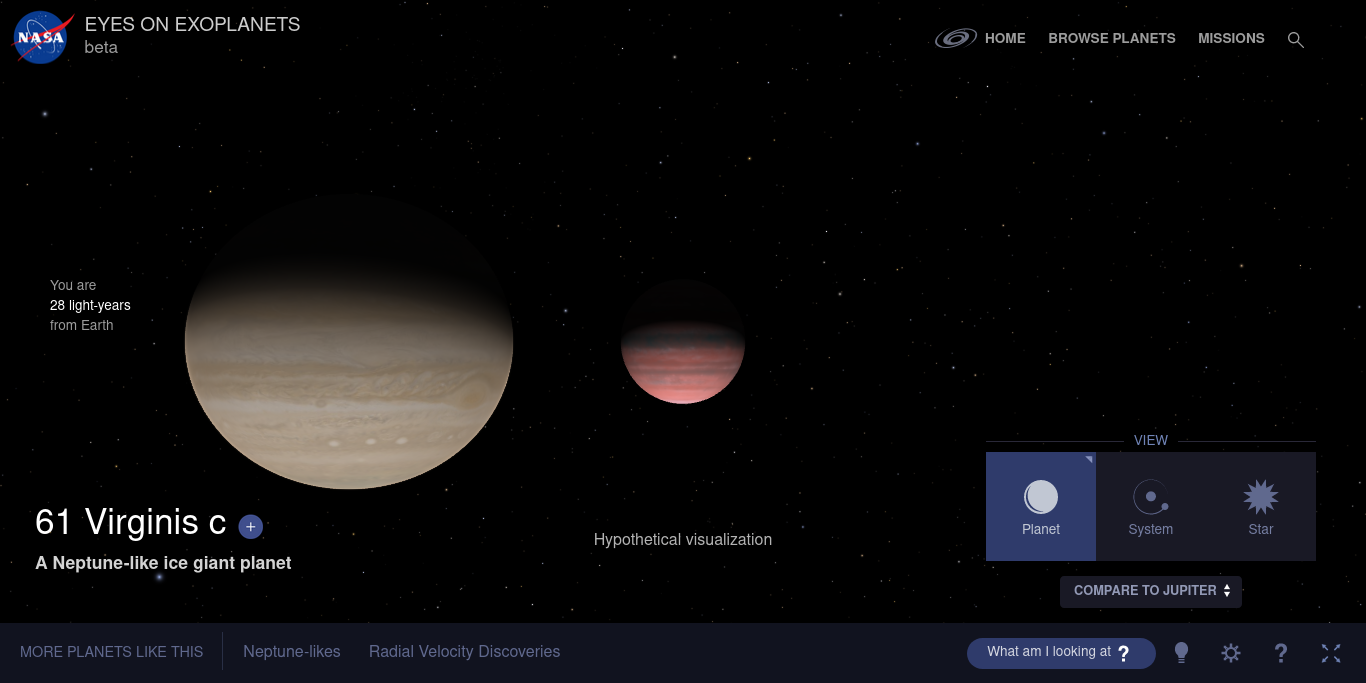 NASA
EYES ON EXOPLANETS
beta
HOME
BROWSE PLANETS
MISSIONS
You are
28 light-years
from Earth
61 Virginis c +
A Neptune-like ice giant planet
Hypothetical visualization
VIEW
Planet
System
Star
COMPARE TO JUPITER
MORE PLANETS LIKE THIS
Neptune-likes
Radial Velocity Discoveries
What am I looking at ?
?